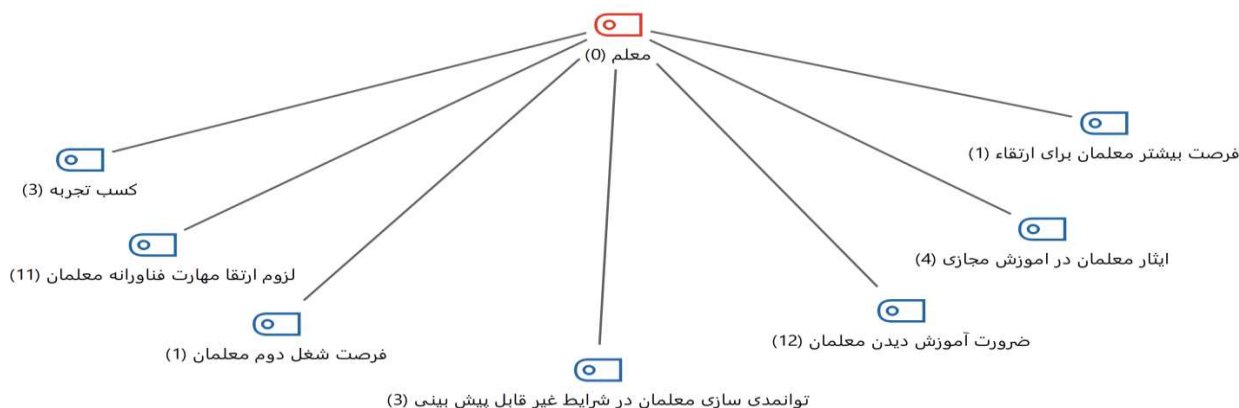 معلم (0)
فرصت بیشتر معلمان برای ارتقاء (1)
کسب تجربه (3)
ایثار معلمان در اموزش مجازی (4)
لزوم ارتقا مهارت فناورانه معلمان (11)
ضرورت آموزش دیدن معلمان (12)
فرصت شغل دوم معلمان (1)
توانمدی سازی معلمان در شرایط غیر قابل پیش بینی (3)